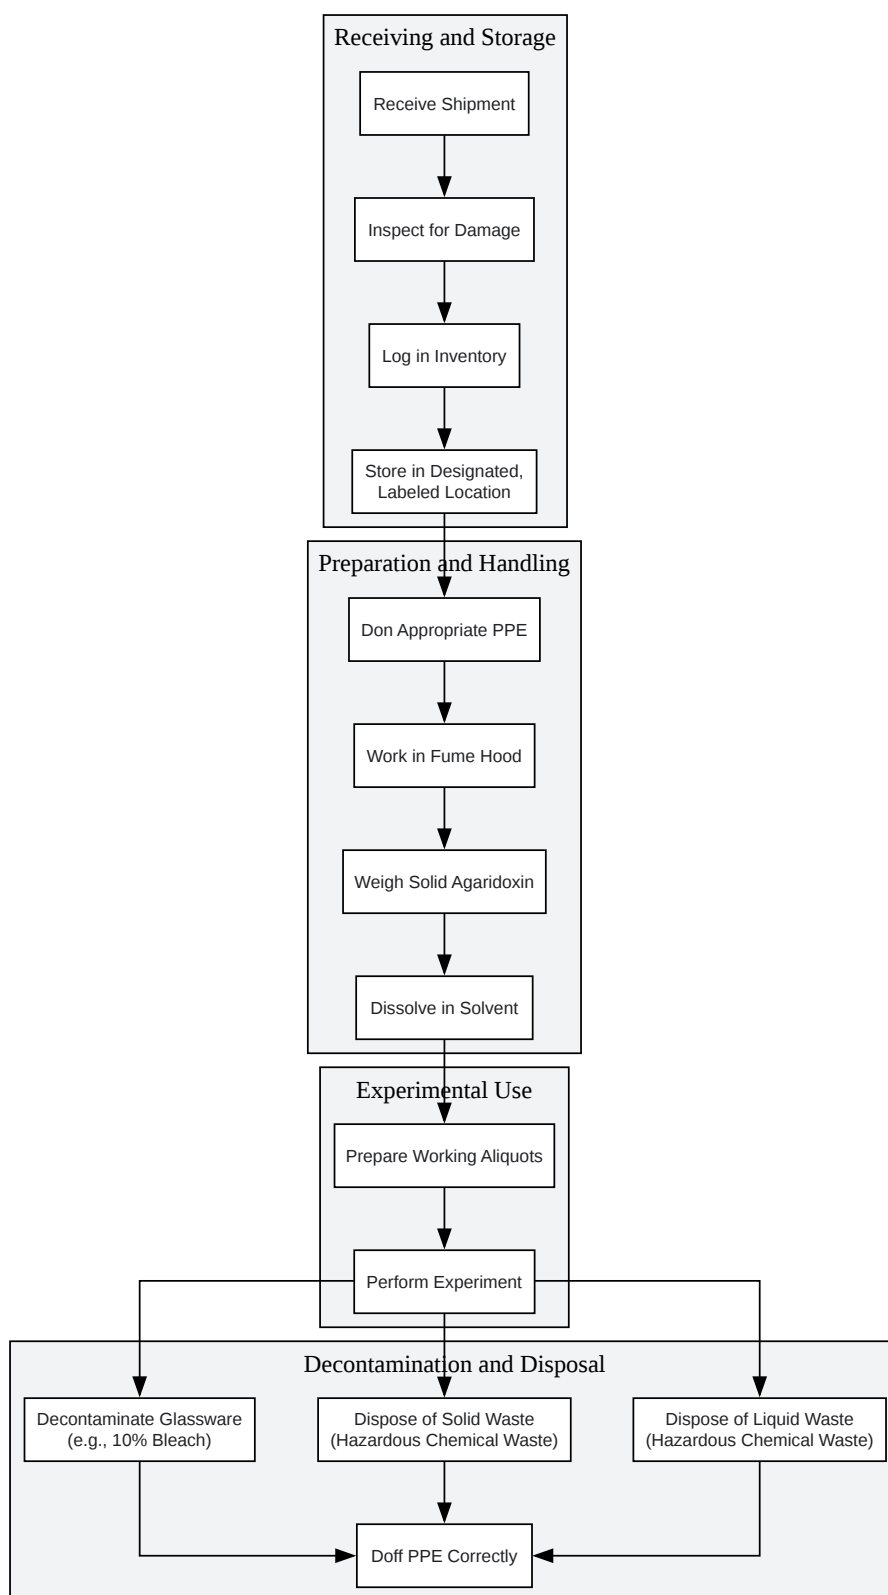 Receiving and Storage
Receive Shipment
Inspect for Damage
Log in Inventory
Store in Designated,
Labeled Location
Preparation and Handling
Don Appropriate PPE
Work in Fume Hood
Weigh Solid Agaridoxin
Dissolve in Solvent
Experimental Use
Prepare Working Aliquots
Perform Experiment
Decontamination and Disposal
Decontaminate Glassware
(e.g., 10% Bleach)
Dispose of Solid Waste
(Hazardous Chemical Waste)
Dispose of Liquid Waste
(Hazardous Chemical Waste)
Doff PPE Correctly